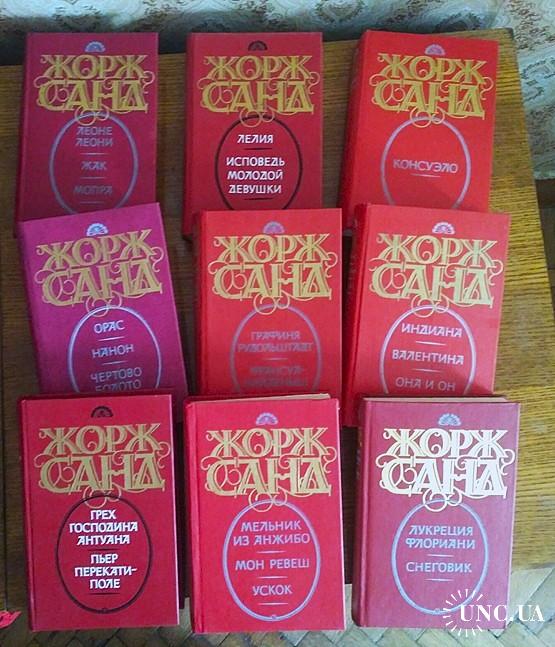 ЖОРЖ
САНД
ЛЕОНЕ
ЛЕОНИ
ЖАК
МОПРА
ЖОРЖ
САНД
ЛЕЛИЯ
ИСПОВЕДЬ
МОЛОДОЙ
ДЕВУШКИ
ЖОРЖ
САНД
КОНСУЭЛО
ЖОРЖ
САНД
ОРАС
НАНОН
ЧЕРТОВО
БОЛОТО
ЖОРЖ
САНД
ГРАФИНЯ
РУДОЛЬШТАДТ
ФРАНСУА-
НАЙДЕНЫШ
ЖОРЖ
САНД
ИНДИАНА
ВАЛЕНТИНА
ОНА И ОН
ЖОРЖ
САНД
ГРЕХ
ГОСПОДИНА
АНТУАНА
ПЬЕР
ПЕРЕКАТИ-
ПОЛЕ
ЖОРЖ
САНД
МЕЛЬНИК
ИЗ АНЖИБО
МОН РЕВЕШ
УСКОК
ЖОРЖ
САНД
ЛУКРЕЦИЯ
ФЛОРИАНИ
СНЕГОВИК
UNC.UA